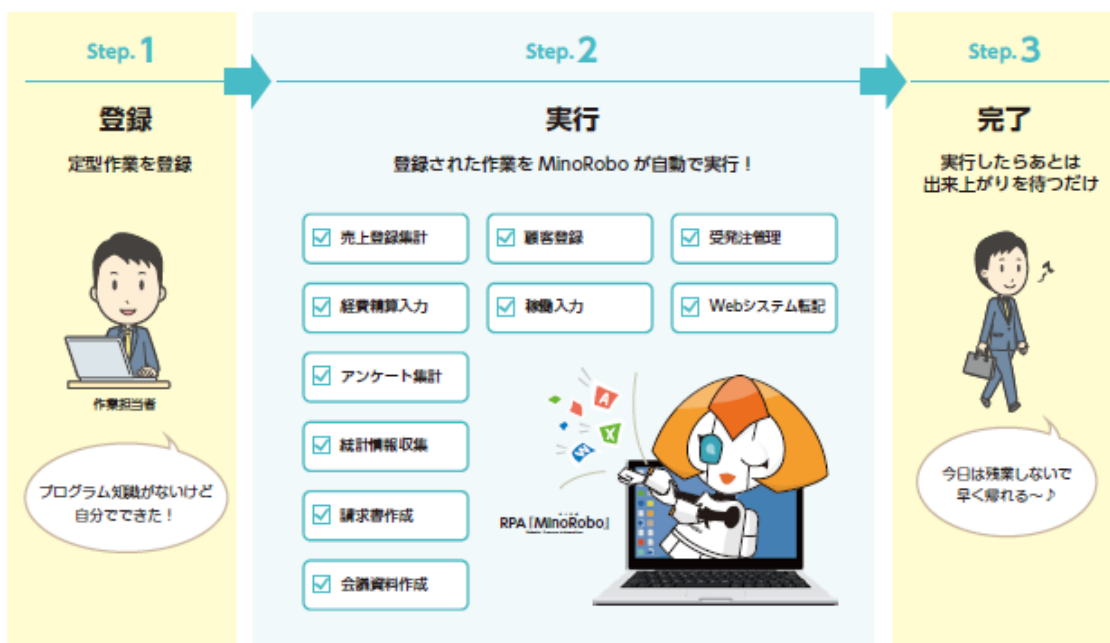 Step.1
登録
定型作業を登録
作業担当者
プログラム知識がないけど
自分でできた！
Step.2
実行
登録された作業を MinoRobo が自動で実行！
売上登録集計
顧客登録
受発注管理
経費精算入力
稼働入力
Webシステム転記
アンケート集計
統計情報収集
請求書作成
会議資料作成
RPA「MinoRobo」
A
X
Step.3
完了
実行したらあとは
出来上がりを待つだけ
今日は残業しないで
早く帰れる～♪